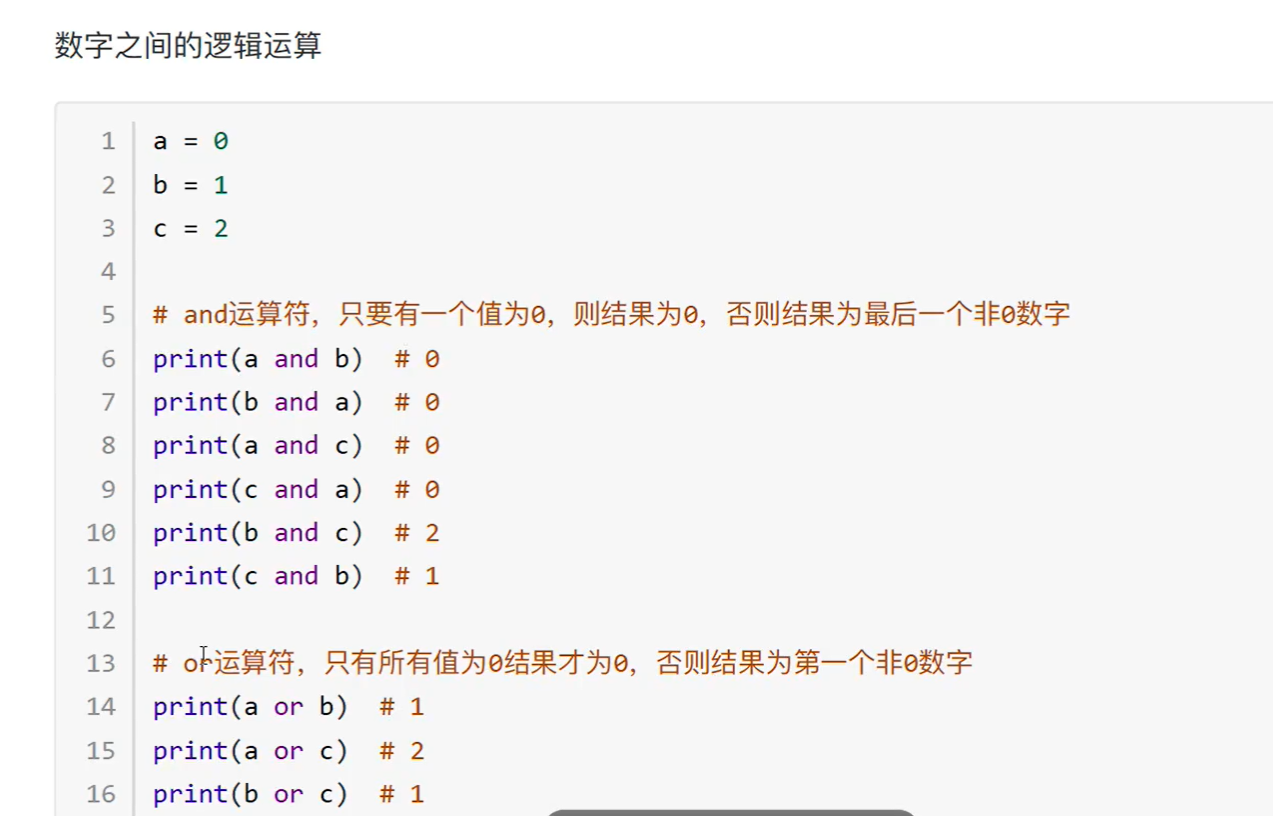 数字之间的逻辑运算
1 a = 0
2 b = 1
3 c = 2
4
5 # and运算符，只要有一个值为0，则结果为0，否则结果为最后一个非0数字
6 print(a and b)  # 0
7 print(b and a)  # 0
8 print(a and c)  # 0
9 print(c and a)  # 0
10 print(b and c)  # 2
11 print(c and b)  # 1
12
13 # or运算符，只有所有值为0结果才为0，否则结果为第一个非0数字
14 print(a or b)  # 1
15 print(a or c)  # 2
16 print(b or c)  # 1